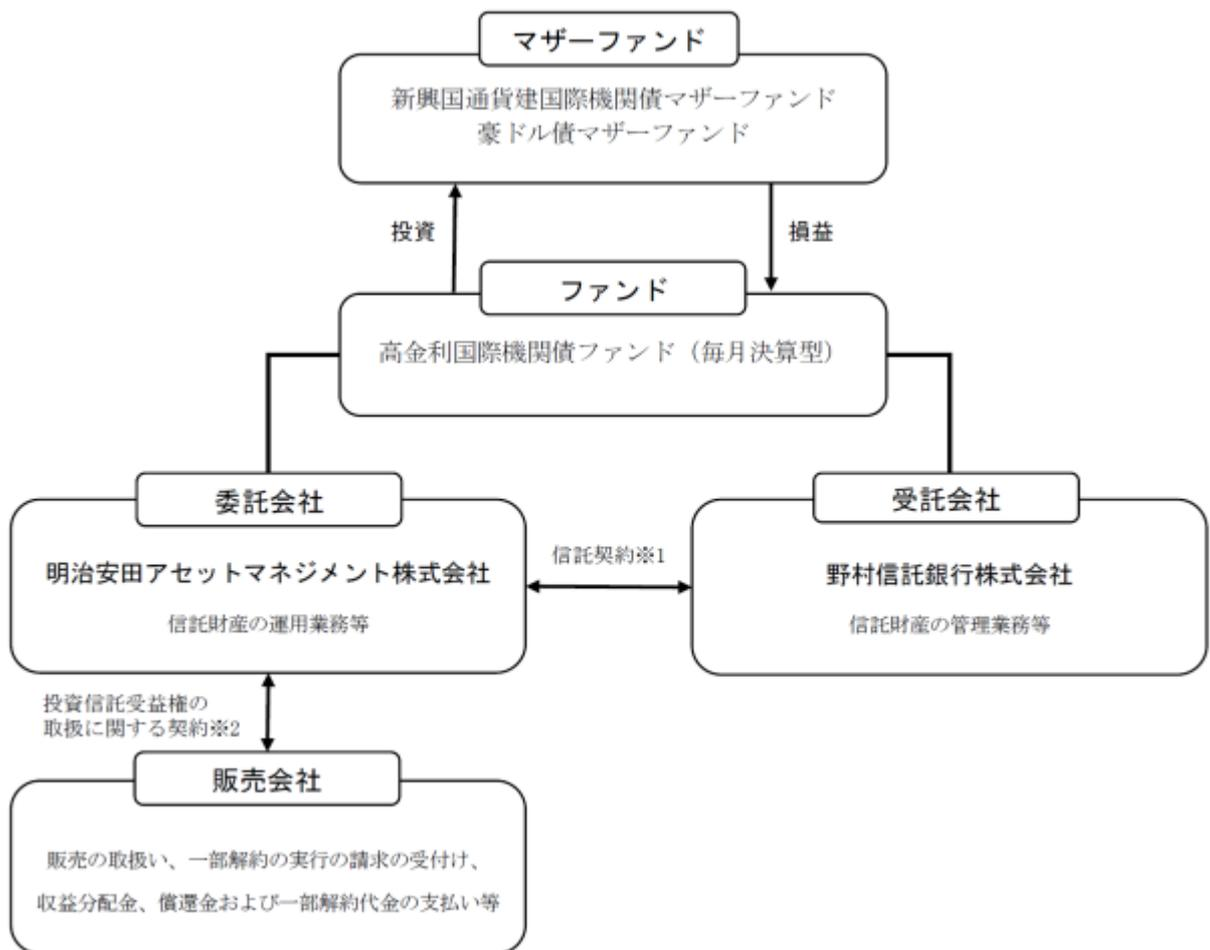 マザーファンド
新興国通貨建国際機関債マザーファンド
豪ドル債マザーファンド
投資
損益
ファンド
高金利国際機関債ファンド（毎月決算型）
委託会社
明治安田アセットマネジメント株式会社
信託財産の運用業務等
信託契約※1
受託会社
野村信託銀行株式会社
信託財産の管理業務等
投資信託受益権の
取扱に関する契約※2
販売会社
販売の取扱い、一部解約の実行の請求の受付け、
収益分配金、償還金および一部解約代金の支払い等